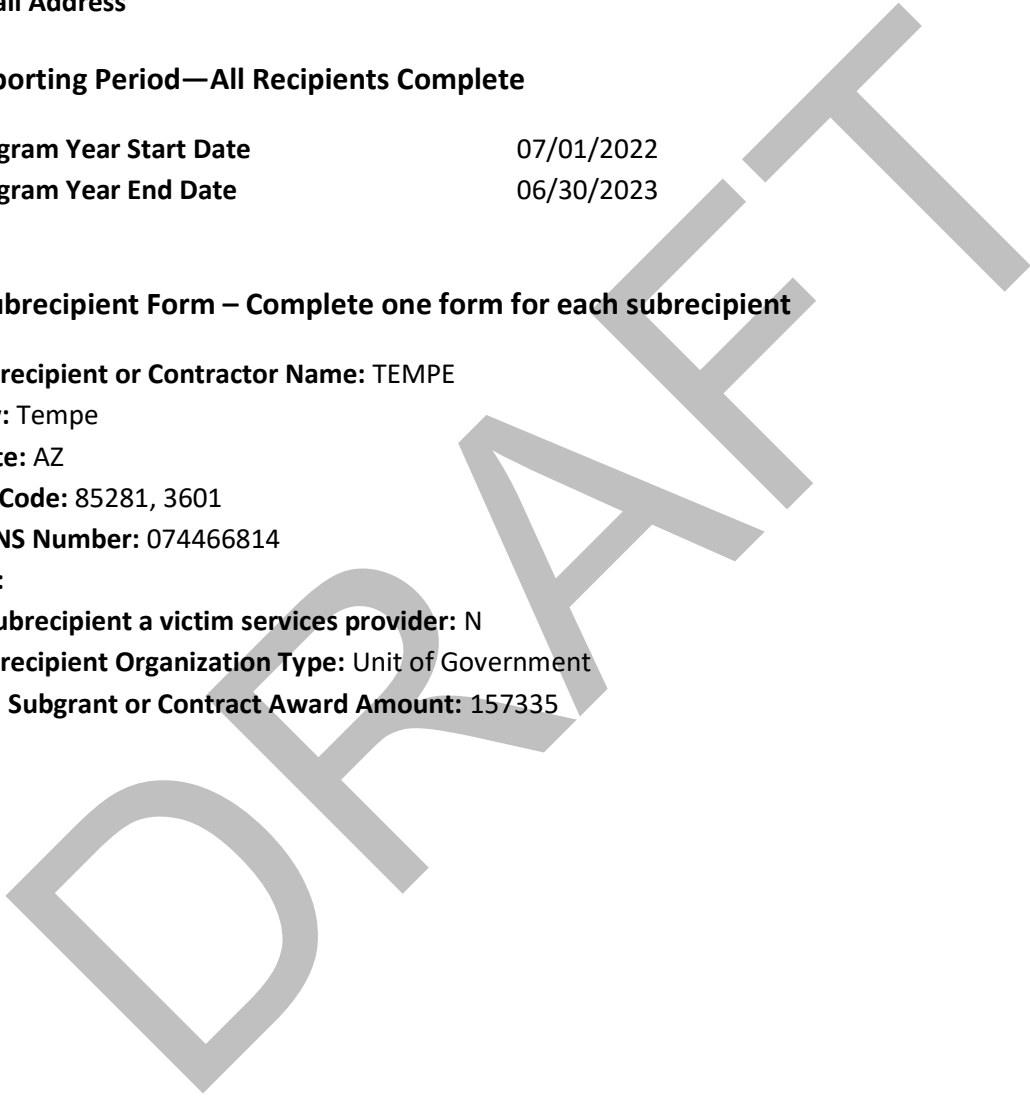 ail Address
porting Period—All Recipients Complete
gram Year Start Date 07/01/2022
gram Year End Date 06/30/2023
ubrecipient Form – Complete one form for each subrecipient
recipient or Contractor Name: TEMPE
: Tempe
te: AZ
Code: 85281, 3601
NS Number: 074466814
:
ubrecipient a victim services provider: N
recipient Organization Type: Unit of Government
Subgrant or Contract Award Amount: 157335
DRAFT